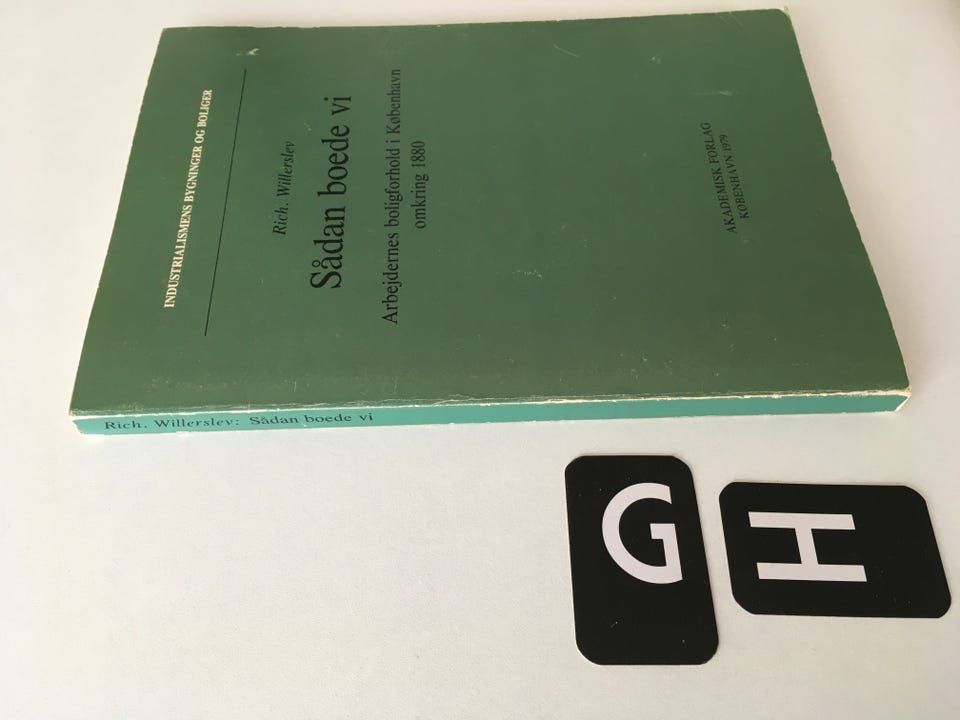 INDUSTRIALISMENS BYGNINGER OG BOLIGER
Rich. Willerslev
Sådan boede vi
Arbejdernes boligforhold i København
omkring 1880
AKADEMISK FORLAG
KØBENHAVN 1979
Rich. Willerslev: Sådan boede vi
G
H